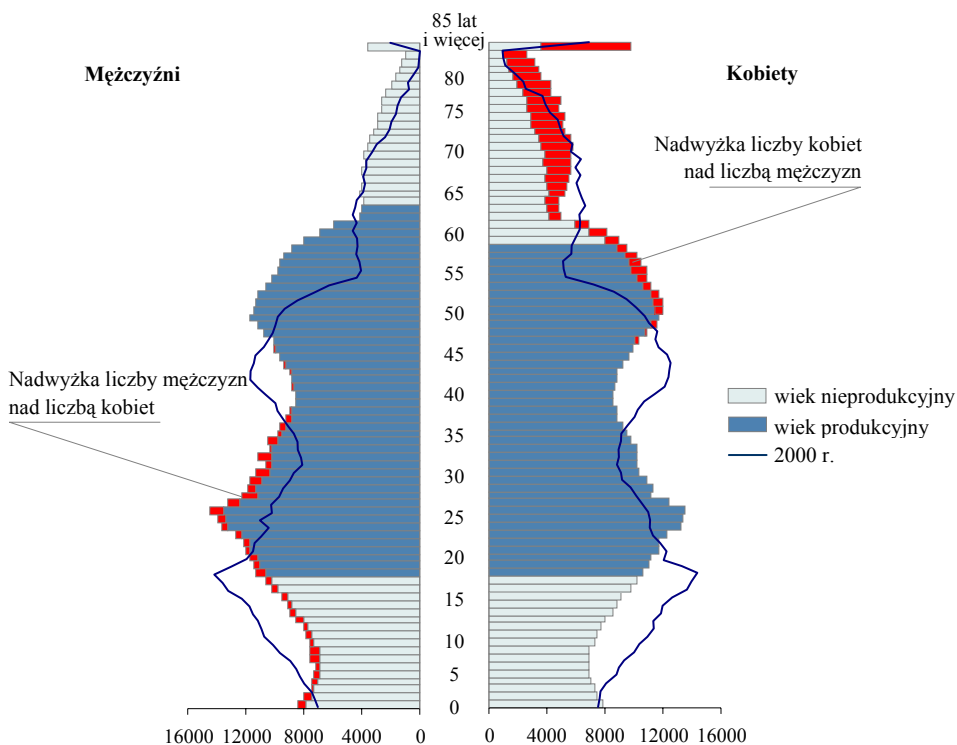 85 lat
i więcej
Mężczyźni
Kobiety
80
75
Nadwyżka liczby kobiet
nad liczbą mężczyzn
70
65
60
55
50
45
Nadwyżka liczby mężczyzn
nad liczbą kobiet
40
wiek nieprodukcyjny
wiek produkcyjny
2000 r.
35
30
25
20
15
10
5
0
16000 12000 8000 4000 0
0 4000 8000 12000 16000